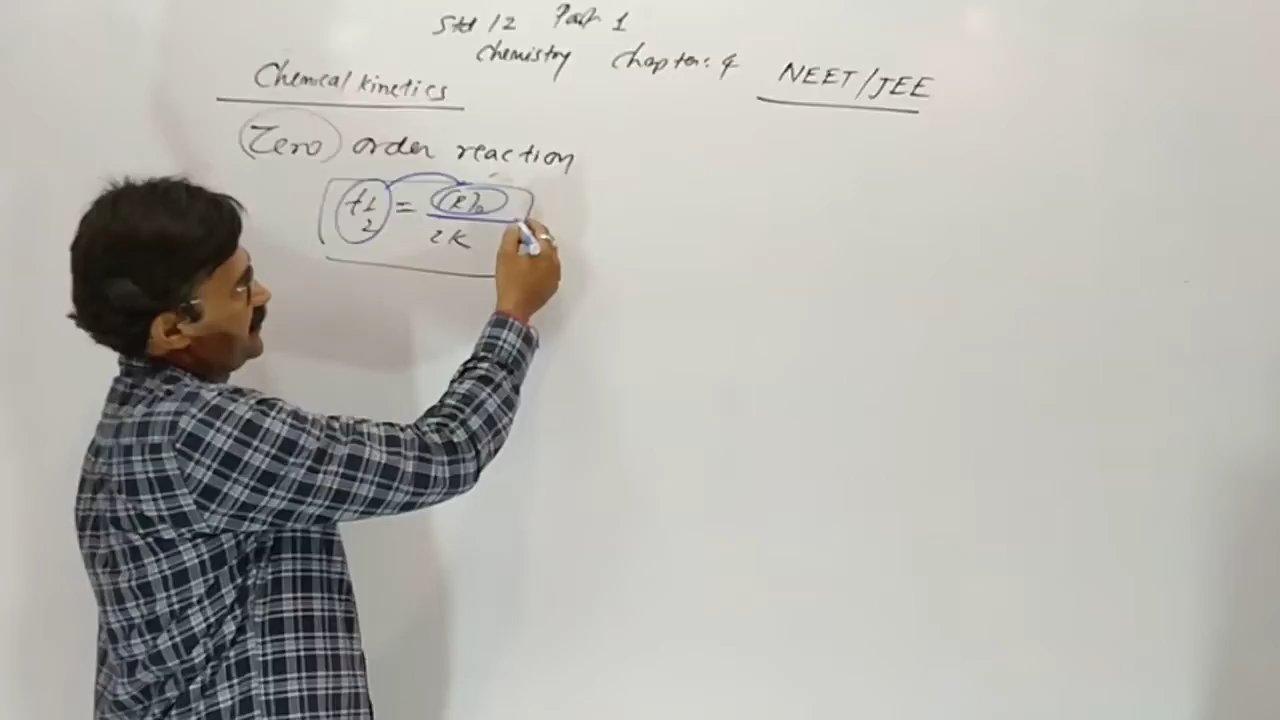 Std 12 Part 1
Chemistry Chapter: 4
NEET/JEE
Chemical kinetics
Zero order reaction
t1/2 = [R]0/2K